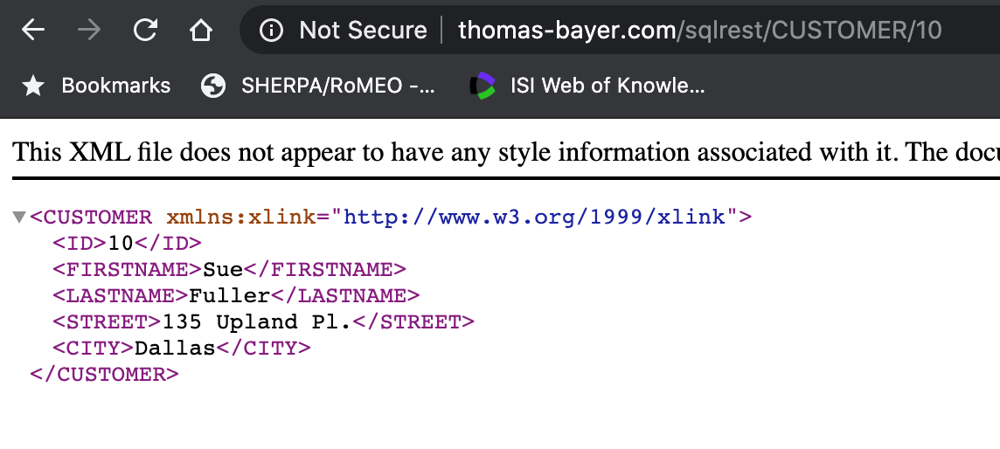 Not Secure | thomas-bayer.com/sqlrest/CUSTOMER/10
Bookmarks SHERPA/RoMEO -... ISI Web of Knowle...
This XML file does not appear to have any style information associated with it. The docu
<CUSTOMER xmlns:xlink="http://www.w3.org/1999/xlink">
<ID>10</ID>
<FIRSTNAME>Sue</FIRSTNAME>
<LASTNAME>Fuller</LASTNAME>
<STREET>135 Upland Pl.</STREET>
<CITY>Dallas</CITY>
</CUSTOMER>